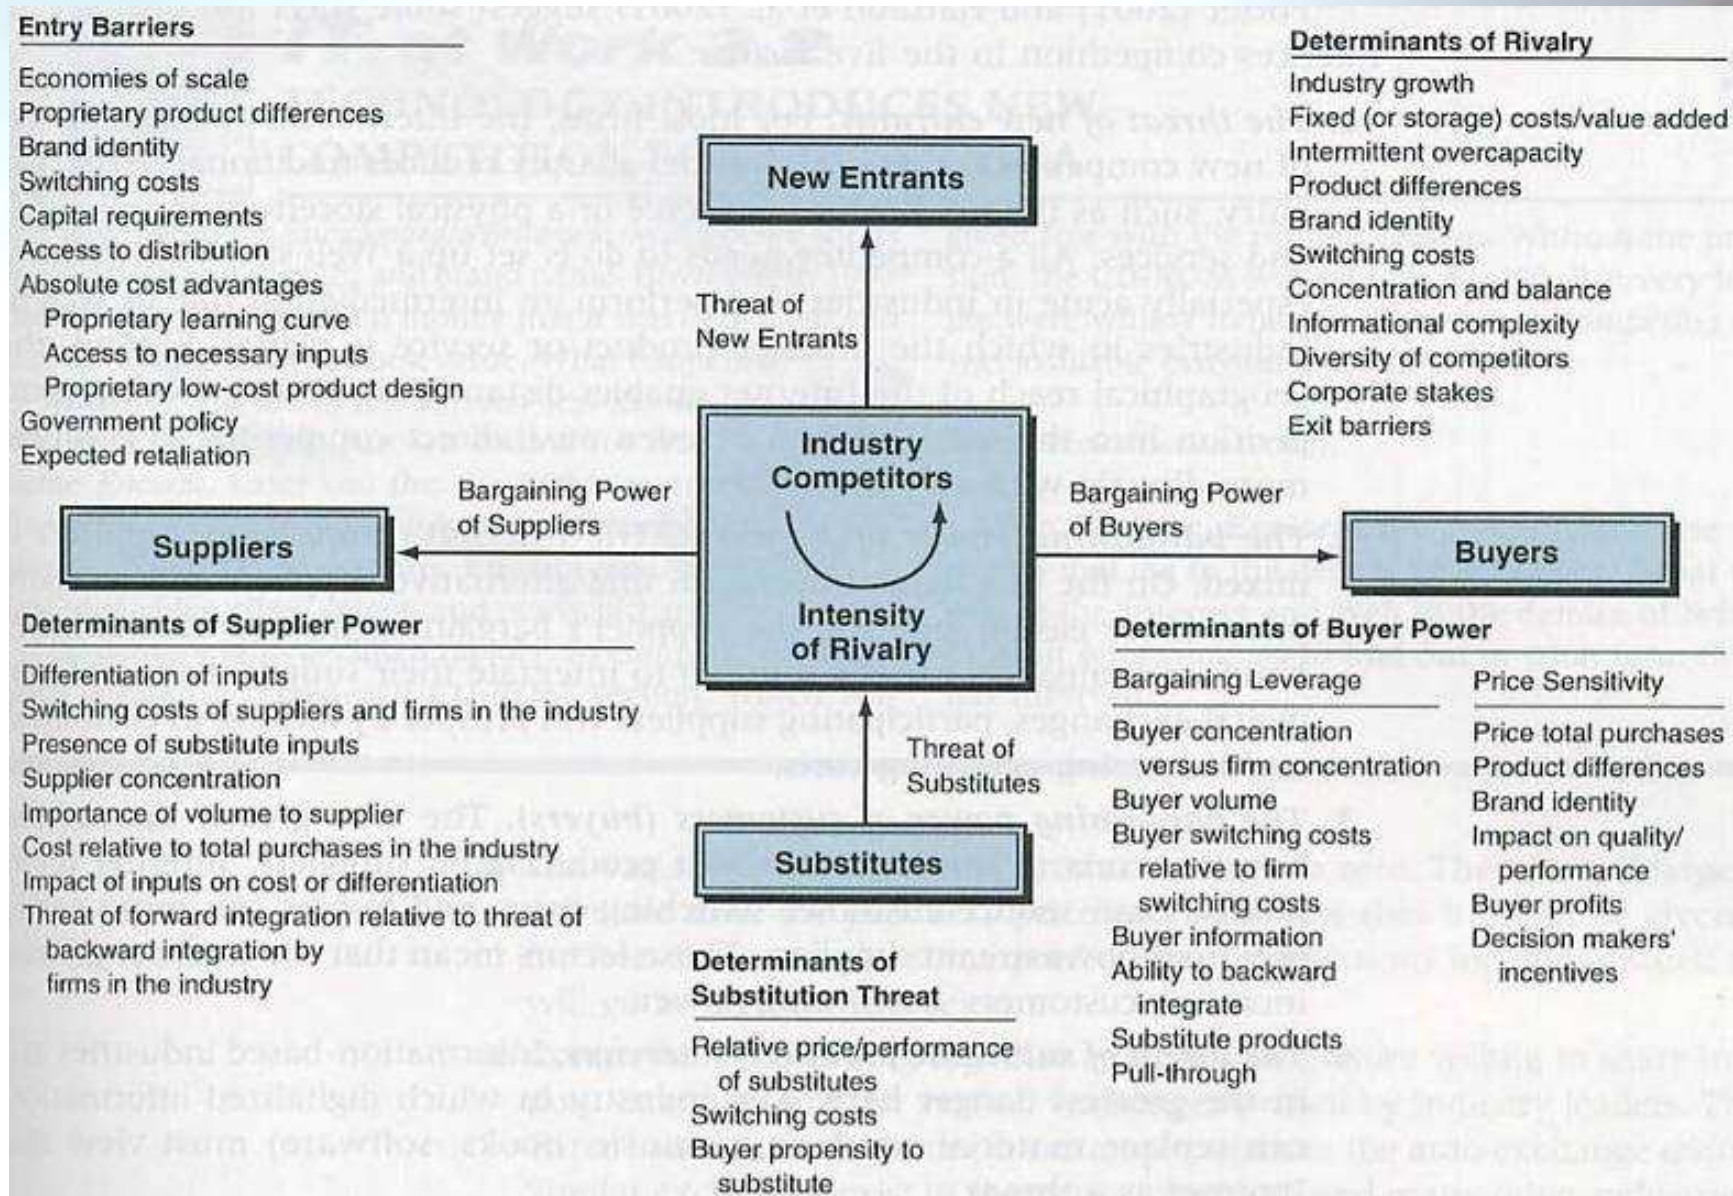 Entry Barriers
Economies of scale
Proprietary product differences
Brand identity
Switching costs
Capital requirements
Access to distribution
Absolute cost advantages
Proprietary learning curve
Access to necessary inputs
Proprietary low-cost product design
Government policy
Expected retaliation
New Entrants
Threat of
New Entrants
Determinants of Rivalry
Industry growth
Fixed (or storage) costs/value added
Intermittent overcapacity
Product differences
Brand identity
Switching costs
Concentration and balance
Informational complexity
Diversity of competitors
Corporate stakes
Exit barriers
Suppliers
Bargaining Power
of Suppliers
Industry
Competitors
Intensity
of Rivalry
Bargaining Power
of Buyers
Buyers
Determinants of Supplier Power
Differentiation of inputs
Switching costs of suppliers and firms in the industry
Presence of substitute inputs
Supplier concentration
Importance of volume to supplier
Cost relative to total purchases in the industry
Impact of inputs on cost or differentiation
Threat of forward integration relative to threat of
backward integration by
firms in the industry
Threat of
Substitutes
Substitutes
Determinants of
Substitution Threat
Relative price/performance
of substitutes
Switching costs
Buyer propensity to
substitute
Determinants of Buyer Power
Bargaining Leverage
Buyer concentration
versus firm concentration
Buyer volume
Buyer switching costs
relative to firm
switching costs
Buyer information
Ability to backward
integrate
Substitute products
Pull-through
Price Sensitivity
Price total purchases
Product differences
Brand identity
Impact on quality/
performance
Buyer profits
Decision makers'
incentives